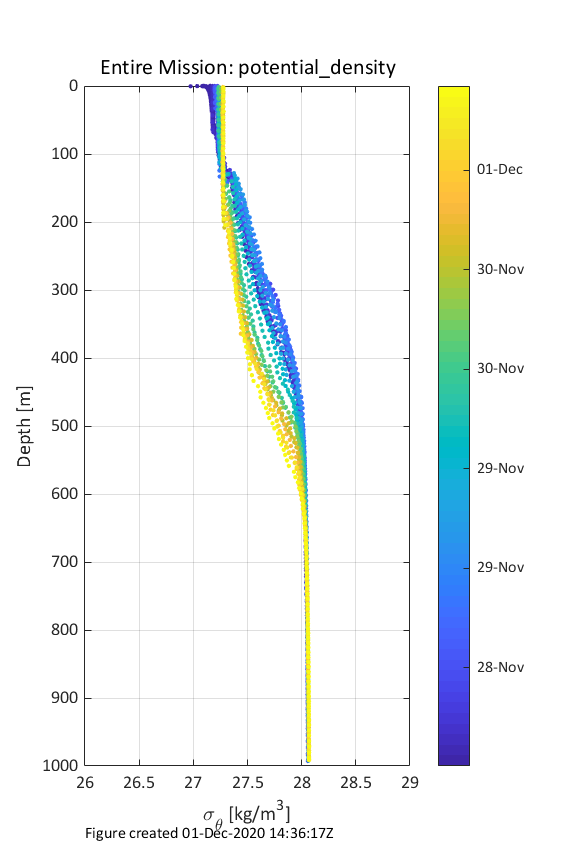 Entire Mission: potential_density
0
100
200
300
400
500
600
700
800
900
1000
Depth [m]
26
26.5
27
27.5
28
28.5
29
σθ [kg/m³]
01-Dec
30-Nov
30-Nov
29-Nov
29-Nov
28-Nov
Figure created 01-Dec-2020 14:36:17Z